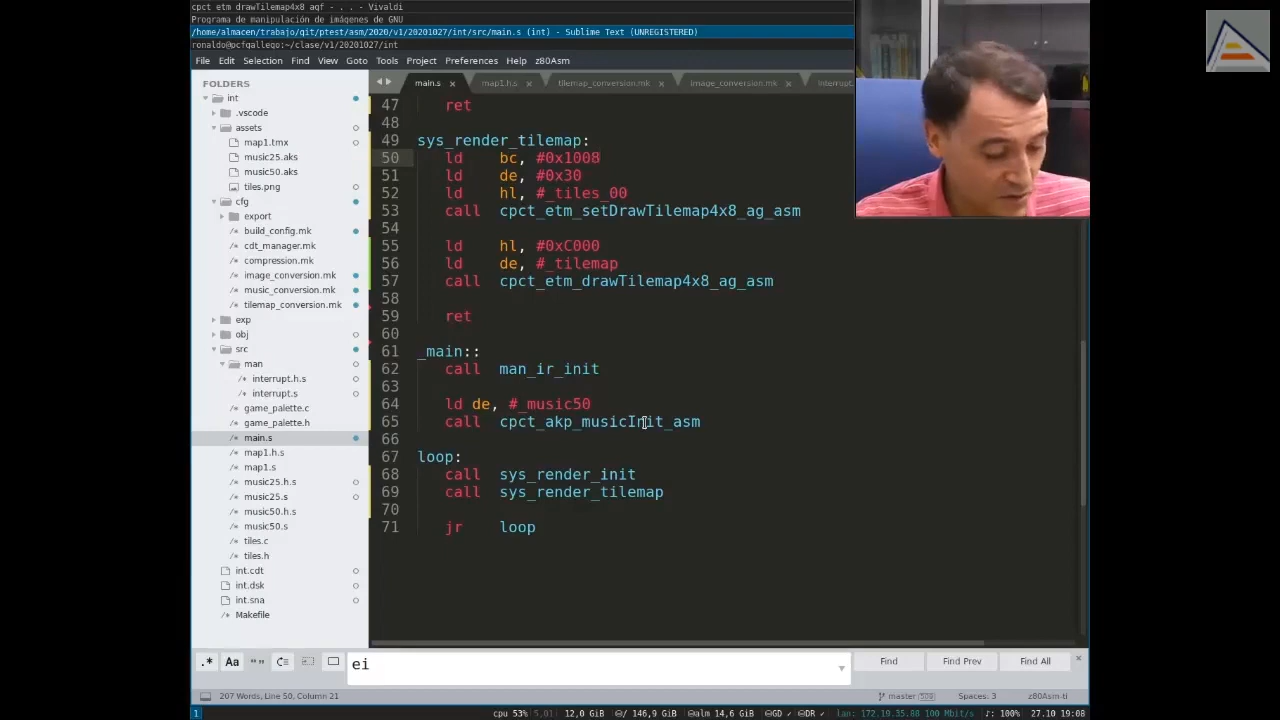 cpct etm drawTilemap4x8 agf - . . - Vivaldi
Programa de manipulación de imágenes de GNU
/home/almacen/trabajo/git/ptest/asm/2020/v1/20201027/int/src/main.s (int) - Sublime Text (UNREGISTERED)
ronaldo@pcfgallego:~/clase/v1/20201027/int
File Edit Selection Find View Goto Tools Project Preferences Help z80Asm
FOLDERS
int
.vscode
assets
map1.tmx
music25.aks
music50.aks
tiles.png
cfg
export
build_config.mk
cdt_manager.mk
compression.mk
image_conversion.mk
music_conversion.mk
tilemap_conversion.mk
exp
obj
src
man
interrupt.h.s
interrupt.s
game_palette.c
game_palette.h
main.s
map1.h.s
map1.s
music25.h.s
music25.s
music50.h.s
music50.s
tiles.c
tiles.h
int.cdt
int.dsk
int.sna
Makefile
main.s × map1.h.s × tilemap_conversion.mk × image_conversion.mk × interrupt.
47 ret
48
49 sys_render_tilemap:
50 ld bc, #0x1008
51 ld de, #0x30
52 ld hl, #_tiles_00
53 call cpct_etm_setDrawTilemap4x8_ag_asm
54
55 ld hl, #0xC000
56 ld de, #_tilemap
57 call cpct_etm_drawTilemap4x8_ag_asm
58
59 ret
60
61 _main::
62 call man_ir_init
63
64 ld de, #_music50
65 call cpct_akp_musicInit_asm
66
67 loop:
68 call sys_render_init
69 call sys_render_tilemap
70
71 jr loop
.* Aa "" ei Find Find Prev Find All ×
207 Words, Line 50, Column 21 master 509 Spaces: 3 z80Asm-ti
1 cpu 53% 5,01 12,0 GiB / 146,9 GiB alm 14,6 GiB GD ✓ DR ✓ lan: 172.19.35.88 100 Mbit/s ♪: 100% 27.10 19:08